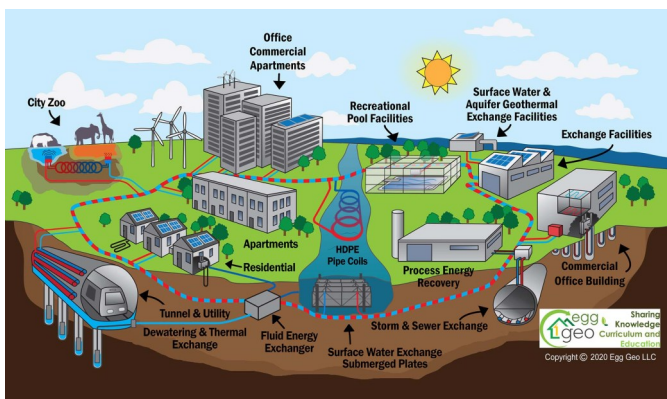 Office
Commercial
Apartments
City Zoo
Recreational
Pool Facilities
Surface Water &
Aquifer Geothermal
Exchange Facilities
Exchange Facilities
Apartments
Residential
HDPE
Pipe Coils
Process Energy
Recovery
Commercial
Office Building
Tunnel & Utility
Dewatering & Thermal
Exchange
Fluid Energy
Exchanger
Surface Water Exchange
Submerged Plates
Storm & Sewer Exchange
egg
geo
Sharing
Knowledge
Curriculum and
Education
Copyright © 2020 Egg Geo LLC